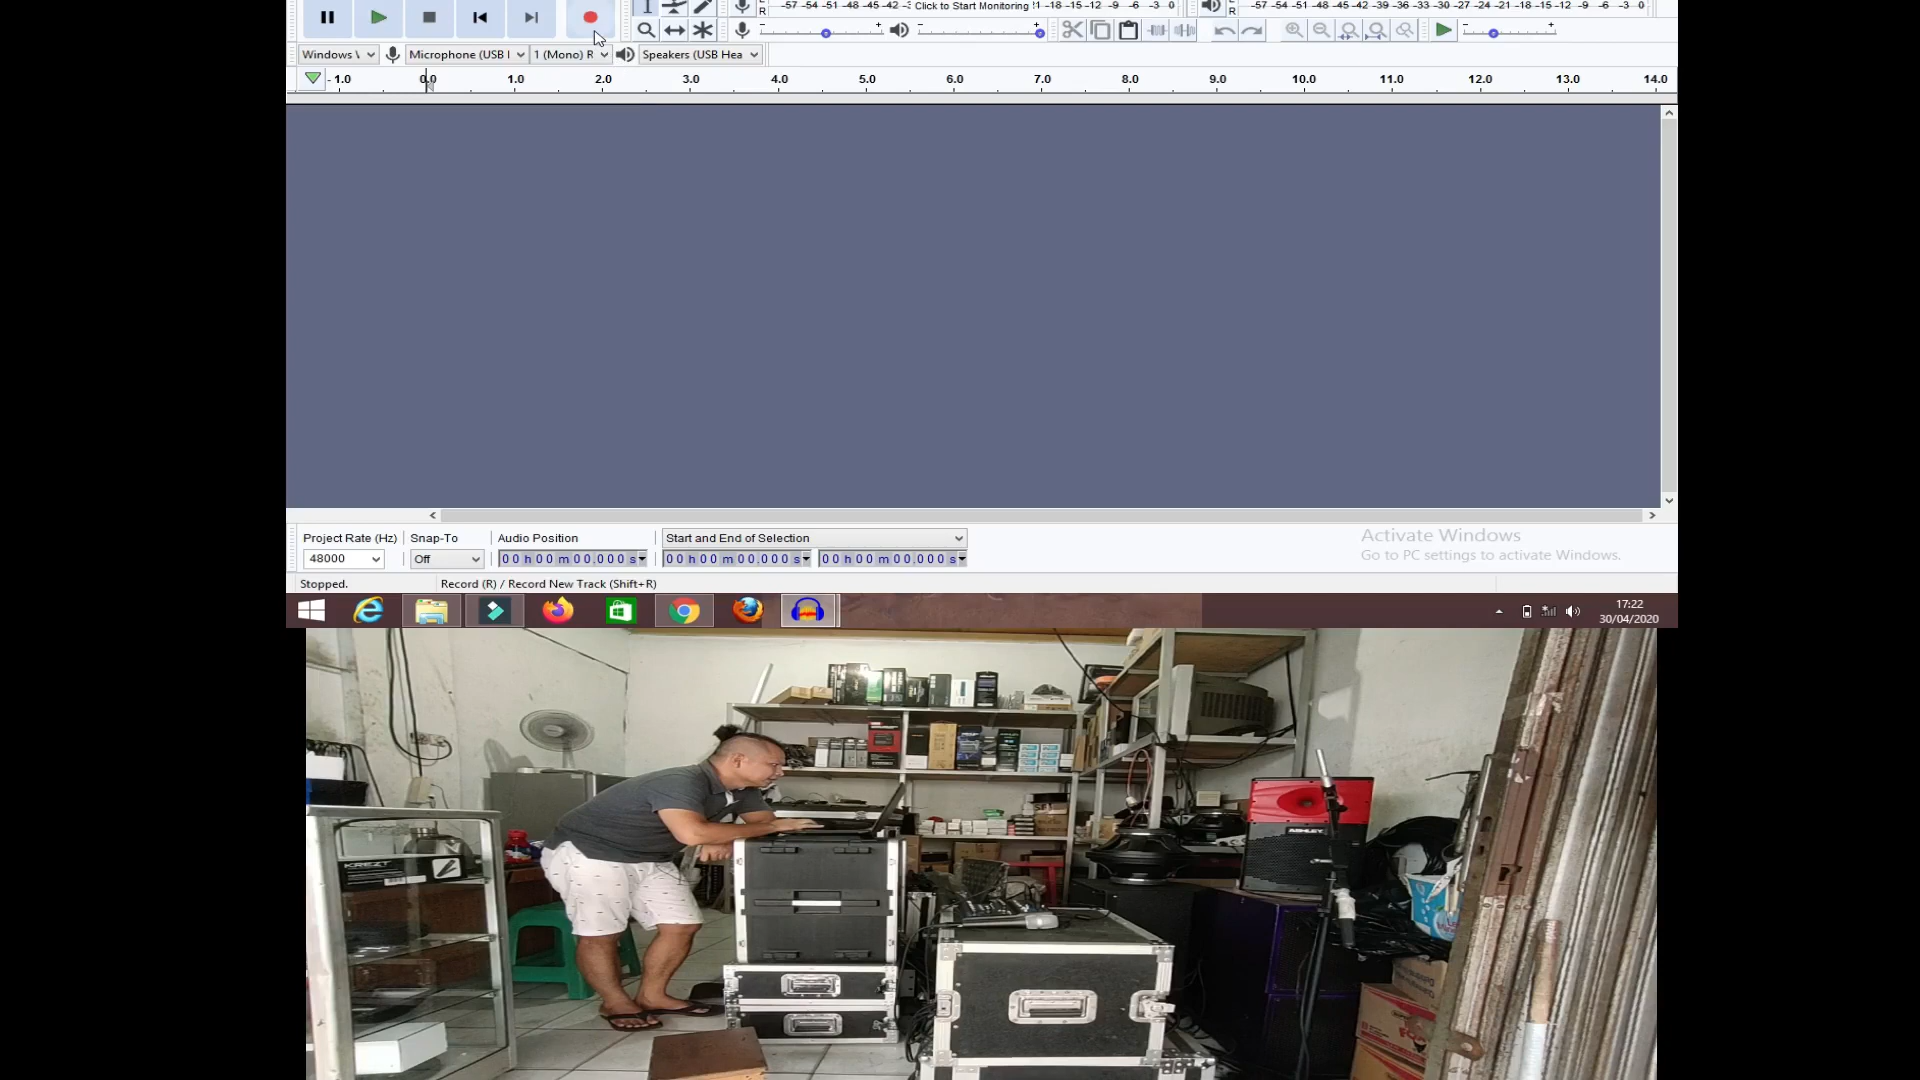 -57 -54 -51 -48 -45 -42 -3 Click to Start Monitoring !1 -18 -15 -12 -9 -6 -3 0
R
-57 -54 -51 -48 -45 -42 -39 -36 -33 -30 -27 -24 -21 -18 -15 -12 -9 -6 -3 0
R
- +
- +
- +
Windows \
Microphone (USB I
1 (Mono) R
Speakers (USB Hea
- 1.0 0.0 1.0 2.0 3.0 4.0 5.0 6.0 7.0 8.0 9.0 10.0 11.0 12.0 13.0 14.0
Project Rate (Hz)
Snap-To
Audio Position
Start and End of Selection
48000
Off
00 h 00 m 00.000 s
00 h 00 m 00.000 s
00 h 00 m 00.000 s
Activate Windows
Go to PC settings to activate Windows.
Stopped.
Record (R) / Record New Track (Shift+R)
17:22
30/04/2020
ASHLEY
KREZT